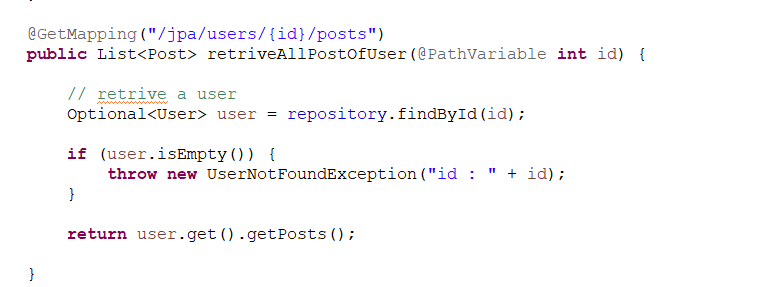 @GetMapping("/jpa/users/{id}/posts")
public List<Post> retriveAllPostOfUser(@PathVariable int id) {
// retrive a user
Optional<User> user = repository.findById(id);
if (user.isEmpty()) {
throw new UserNotFoundException("id : " + id);
}
return user.get().getPosts();
}